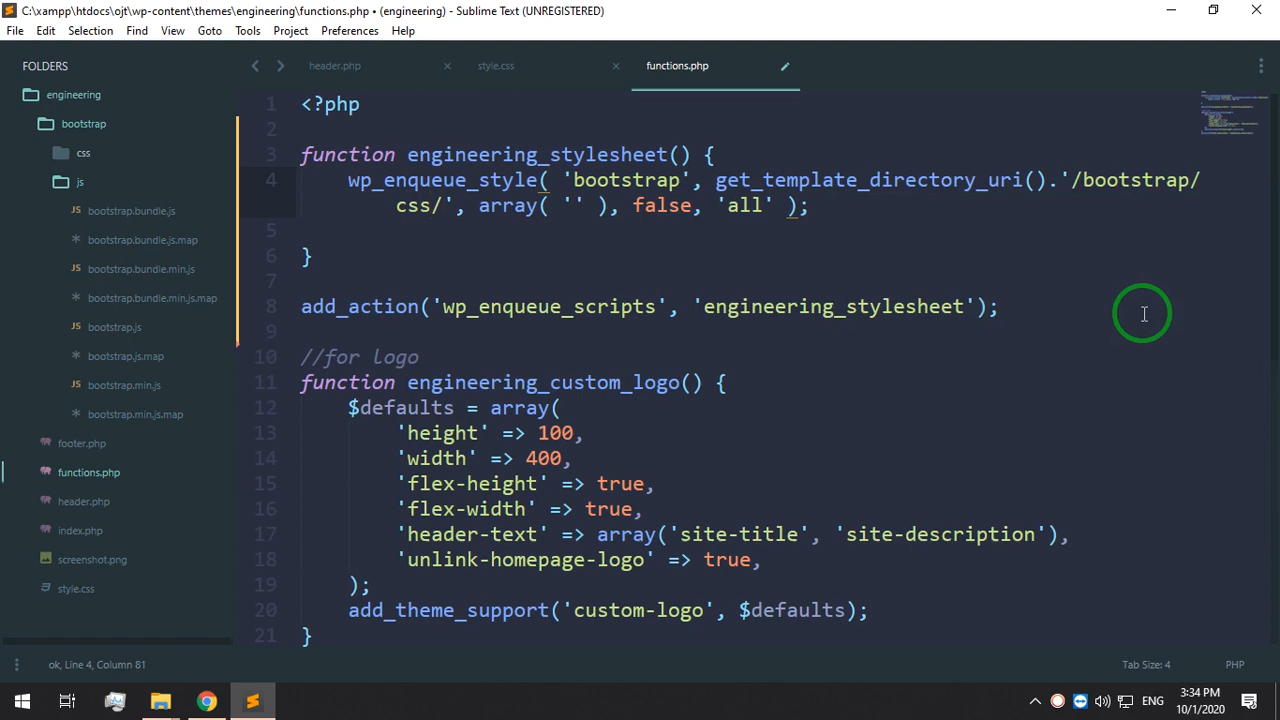 C:\xampp\htdocs\ojt\wp-content\themes\engineering\functions.php • (engineering) - Sublime Text (UNREGISTERED)
File Edit Selection Find View Goto Tools Project Preferences Help
FOLDERS
engineering
bootstrap
css
js
bootstrap.bundle.js
bootstrap.bundle.js.map
bootstrap.bundle.min.js
bootstrap.bundle.min.js.map
bootstrap.js
bootstrap.js.map
bootstrap.min.js
bootstrap.min.js.map
footer.php
functions.php
header.php
index.php
screenshot.png
style.css
header.php style.css functions.php
1 <?php
2
3 function engineering_stylesheet() {
4 wp_enqueue_style( 'bootstrap', get_template_directory_uri().'/bootstrap/
css/', array( '' ), false, 'all' );
5
6 }
7
8 add_action('wp_enqueue_scripts', 'engineering_stylesheet');
9
10 //for logo
11 function engineering_custom_logo() {
12 $defaults = array(
13 'height' => 100,
14 'width' => 400,
15 'flex-height' => true,
16 'flex-width' => true,
17 'header-text' => array('site-title', 'site-description'),
18 'unlink-homepage-logo' => true,
19 );
20 add_theme_support('custom-logo', $defaults);
21 }
ok, Line 4, Column 81 Tab Size: 4 PHP
ENG 3:34 PM
10/1/2020